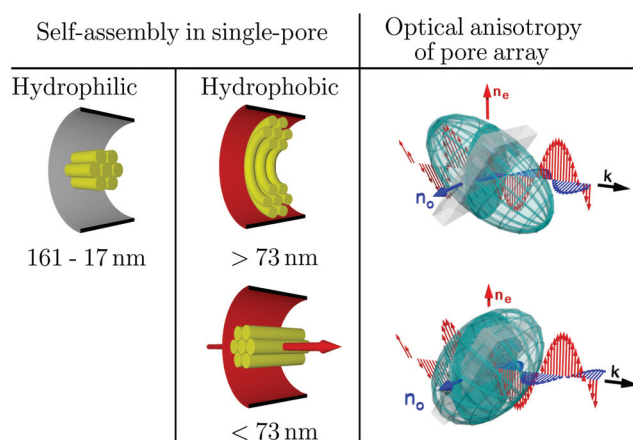 Self-assembly in single-pore
Optical anisotropy
of pore array
Hydrophilic
Hydrophobic
161 - 17 nm
> 73 nm
< 73 nm
n_e
n_o
k
n_e
n_o
k